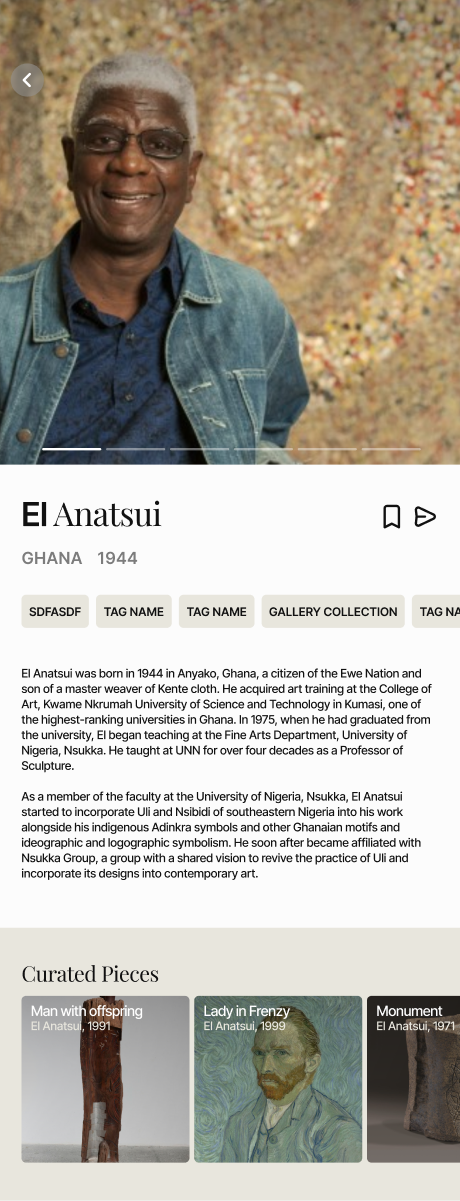 El Anatsui
GHANA 1944
SDFASDF TAG NAME TAG NAME GALLERY COLLECTION TAG NA
El Anatsui was born in 1944 in Anyako, Ghana, a citizen of the Ewe Nation and
son of a master weaver of Kente cloth. He acquired art training at the College of
Art, Kwame Nkrumah University of Science and Technology in Kumasi, one of
the highest-ranking universities in Ghana. In 1975, when he had graduated from
the university, El began teaching at the Fine Arts Department, University of
Nigeria, Nsukka. He taught at UNN for over four decades as a Professor of
Sculpture.
As a member of the faculty at the University of Nigeria, Nsukka, El Anatsui
started to incorporate Uli and Nsibidi of southeastern Nigeria into his work
alongside his indigenous Adinkra symbols and other Ghanaian motifs and
ideographic and logographic symbolism. He soon after became affiliated with
Nsukka Group, a group with a shared vision to revive the practice of Uli and
incorporate its designs into contemporary art.
Curated Pieces
Man with offspring
El Anatsui, 1991
Lady in Frenzy
El Anatsui, 1999
Monument
El Anatsui, 1971